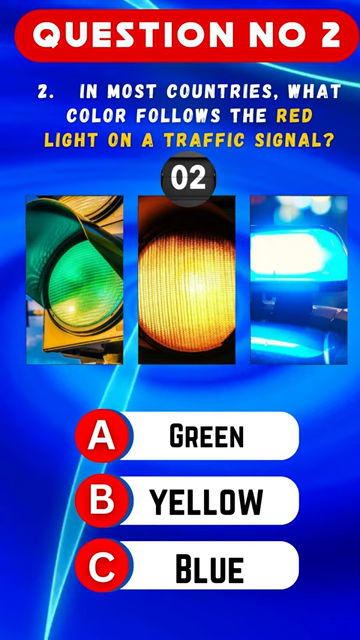 QUESTION NO 2
2. IN MOST COUNTRIES, WHAT
COLOR FOLLOWS THE RED
LIGHT ON A TRAFFIC SIGNAL?
02
A GREEN
B YELLOW
C BLUE